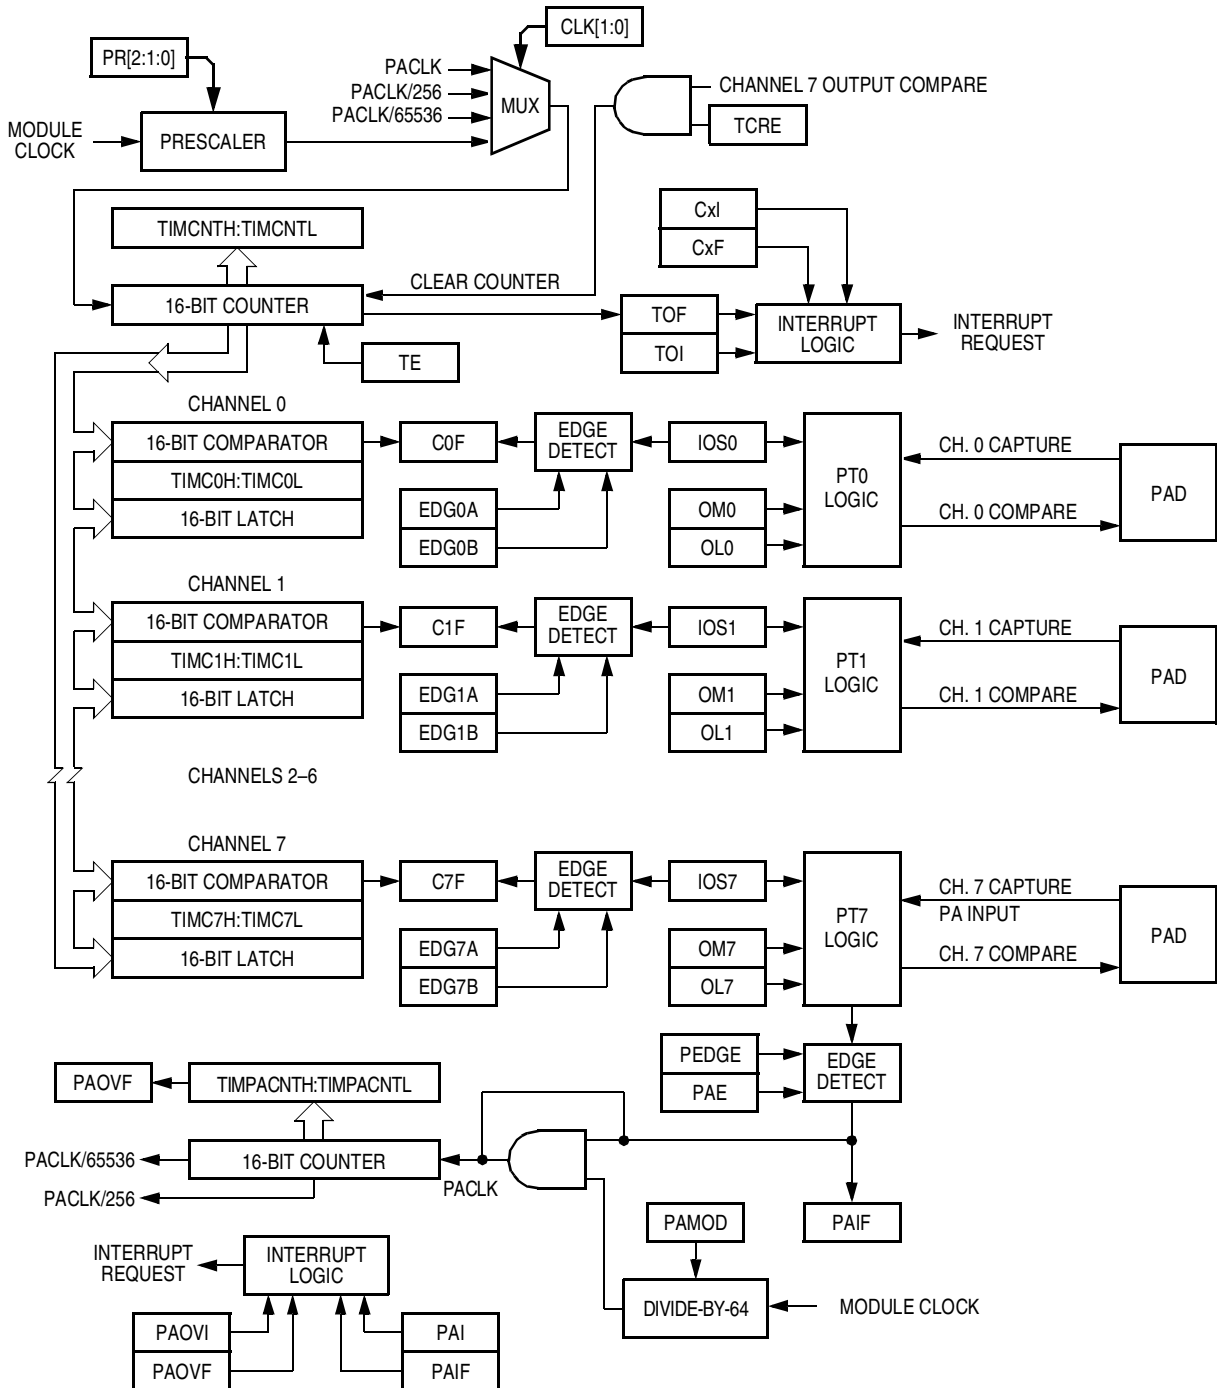 CLK[1:0]
PR[2:1:0]
PACLK
PACLK/256
PACLK/65536
MUX
CHANNEL 7 OUTPUT COMPARE
TCRE
MODULE
CLOCK
PRESCALER
TIMCNTH:TIMCNTL
CxI
CxF
CLEAR COUNTER
16-BIT COUNTER
TOF
TOI
INTERRUPT
LOGIC
INTERRUPT
REQUEST
TE
CHANNEL 0
16-BIT COMPARATOR
TIMC0H:TIMC0L
16-BIT LATCH
C0F
EDGE
DETECT
IOS0
EDG0A
EDG0B
OM0
OL0
PT0
LOGIC
CH. 0 CAPTURE
CH. 0 COMPARE
PAD
CHANNEL 1
16-BIT COMPARATOR
TIMC1H:TIMC1L
16-BIT LATCH
C1F
EDGE
DETECT
IOS1
EDG1A
EDG1B
OM1
OL1
PT1
LOGIC
CH. 1 CAPTURE
CH. 1 COMPARE
PAD
CHANNELS 2–6
CHANNEL 7
16-BIT COMPARATOR
TIMC7H:TIMC7L
16-BIT LATCH
C7F
EDGE
DETECT
IOS7
EDG7A
EDG7B
OM7
OL7
PT7
LOGIC
CH. 7 CAPTURE
PA INPUT
CH. 7 COMPARE
PAD
PEDGE
PAE
EDGE
DETECT
PAOVF
TIMPACNTH:TIMPACNTL
PACLK/65536
16-BIT COUNTER
PACLK
PACLK/256
PAMOD
PAIF
INTERRUPT
REQUEST
INTERRUPT
LOGIC
DIVIDE-BY-64
MODULE CLOCK
PAOVI
PAOVF
PAI
PAIF